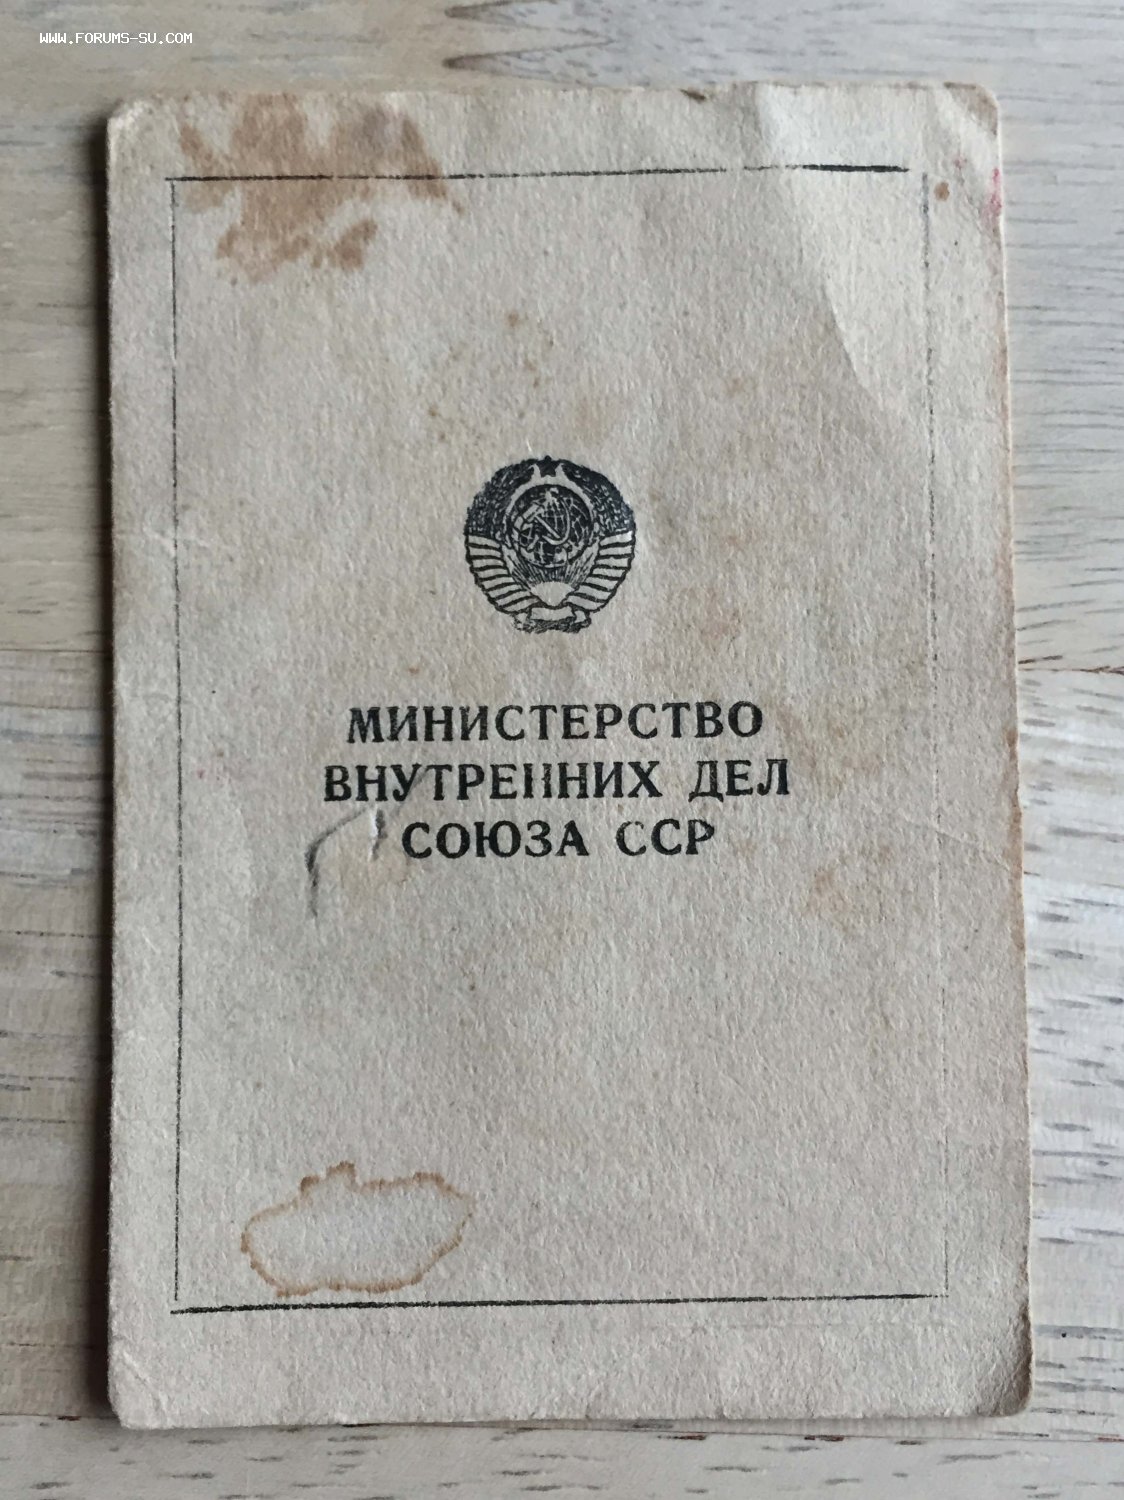 WWW.FORUMS-SU.COM
МИНИСТЕРСТВО
ВНУТРЕННИХ ДЕЛ
СОЮЗА ССР